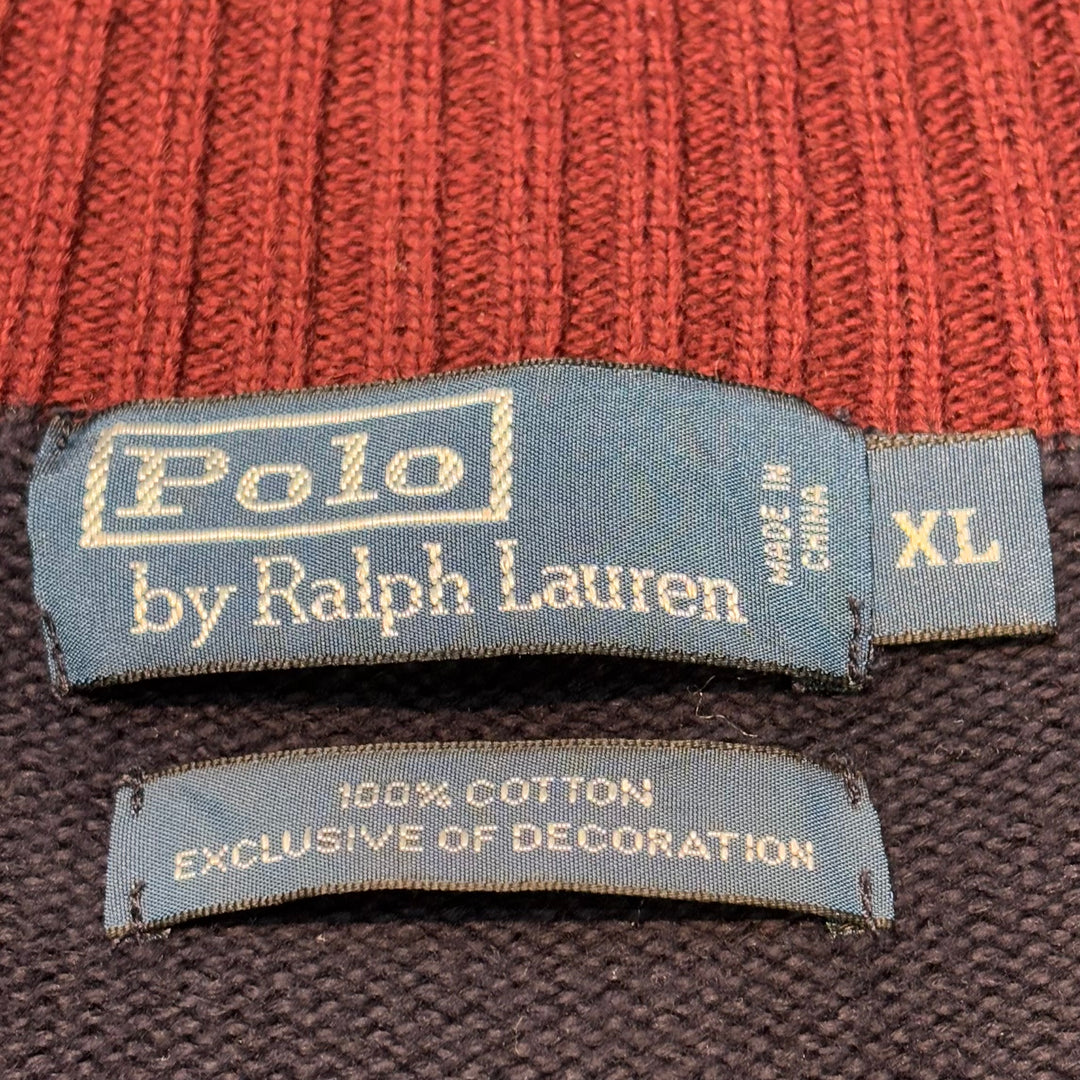 Polo
by Ralph Lauren
MADE IN
CHINA
XL
100% COTTON
EXCLUSIVE OF DECORATION